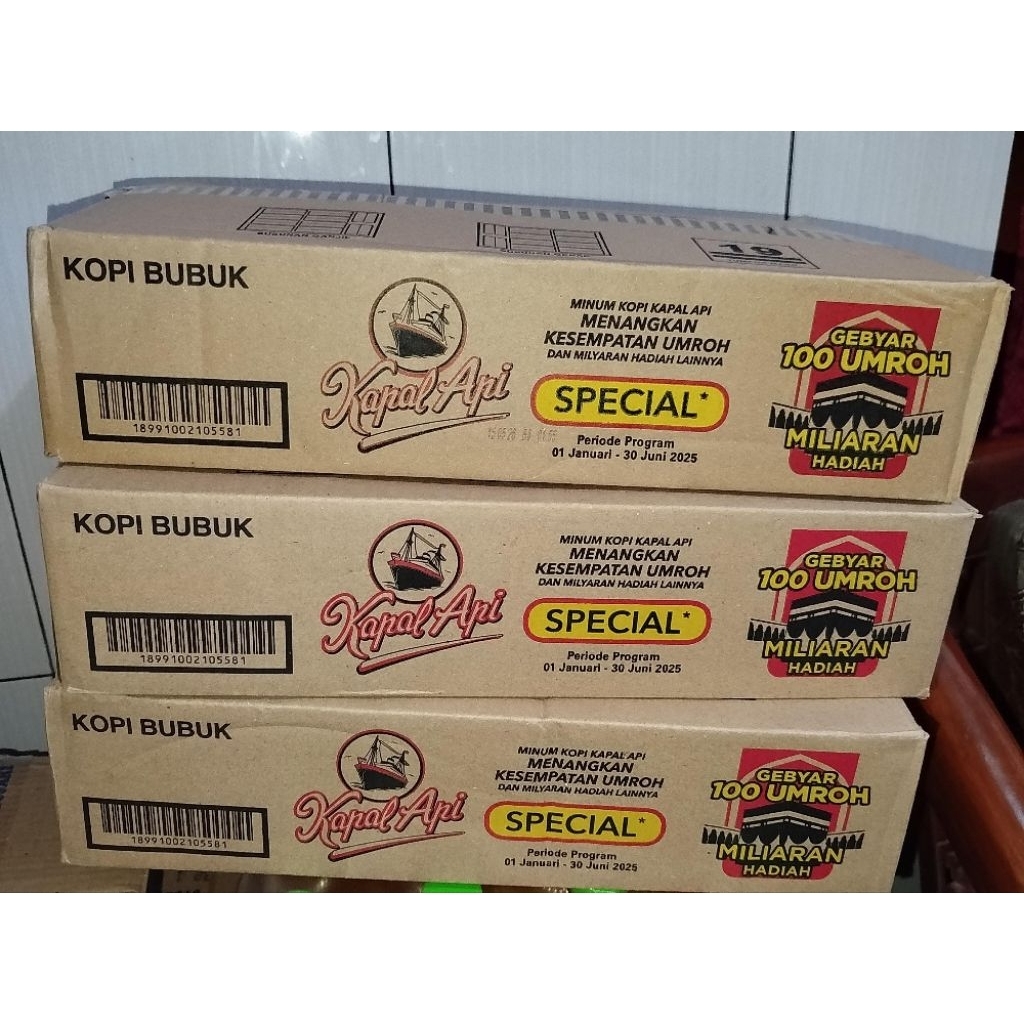 19
KOPI BUBUK
Kapal Api
18991002105581
MINUM KOPI KAPAL API
MENANGKAN
KESEMPATAN UMROH
DAN MILYARAN HADIAH LAINNYA
SPECIAL*
Periode Program
01 Januari - 30 Juni 2025
GEBYAR
100 UMROH
MILIARAN
HADIAH
KOPI BUBUK
Kapal Api
18991002105581
MINUM KOPI KAPAL API
MENANGKAN
KESEMPATAN UMROH
DAN MILYARAN HADIAH LAINNYA
SPECIAL*
Periode Program
01 Januari - 30 Juni 2025
GEBYAR
100 UMROH
MILIARAN
HADIAH
KOPI BUBUK
Kapal Api
18991002105581
MINUM KOPI KAPAL API
MENANGKAN
KESEMPATAN UMROH
DAN MILYARAN HADIAH LAINNYA
SPECIAL*
Periode Program
01 Januari - 30 Juni 2025
GEBYAR
100 UMROH
MILIARAN
HADIAH